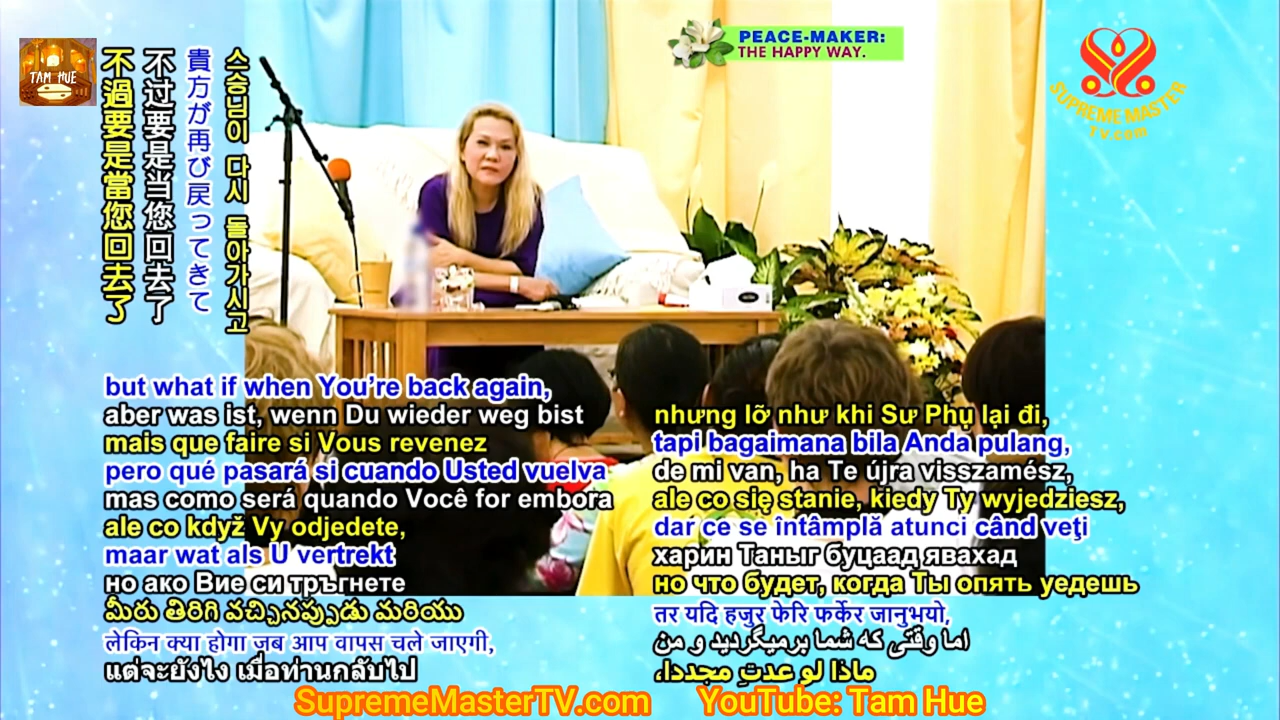 TAM HUE
PEACE-MAKER:
THE HAPPY WAY.
SUPREME MASTER
TV.com
不過要是當您回去了
不过要是当您回去了
貴方が再び戻ってきて
스승님이 다시 돌아가시고
but what if when You're back again,
aber was ist, wenn Du wieder weg bist
mais que faire si Vous revenez
pero qué pasará si cuando Usted vuelva
mas como será quando Você for embora
ale co když Vy odjedete,
maar wat als U vertrekt
но ако Вие си тръгнете
మీరు తిరిగి వచ్చినప్పుడు మరియు
लेकिन क्या होगा जब आप वापस चले जाएगी,
แต่จะยังไง เมื่อท่านกลับไป
nhưng lỡ như khi Sư Phụ lại đi,
tapi bagaimana bila Anda pulang,
de mi van, ha Te újra visszamész,
ale co się stanie, kiedy Ty wyjedziesz,
dar ce se întâmplă atunci când veţi
харин Таныг буцаад явахад
но что будет, когда Ты опять уедешь
तर यदि हजुर फेरि फर्केर जानुभयो,
اما وقتی که شما برمیگردید و من
ماذا لو عدتِ مجددا،
SupremeMasterTV.com
YouTube: Tam Hue